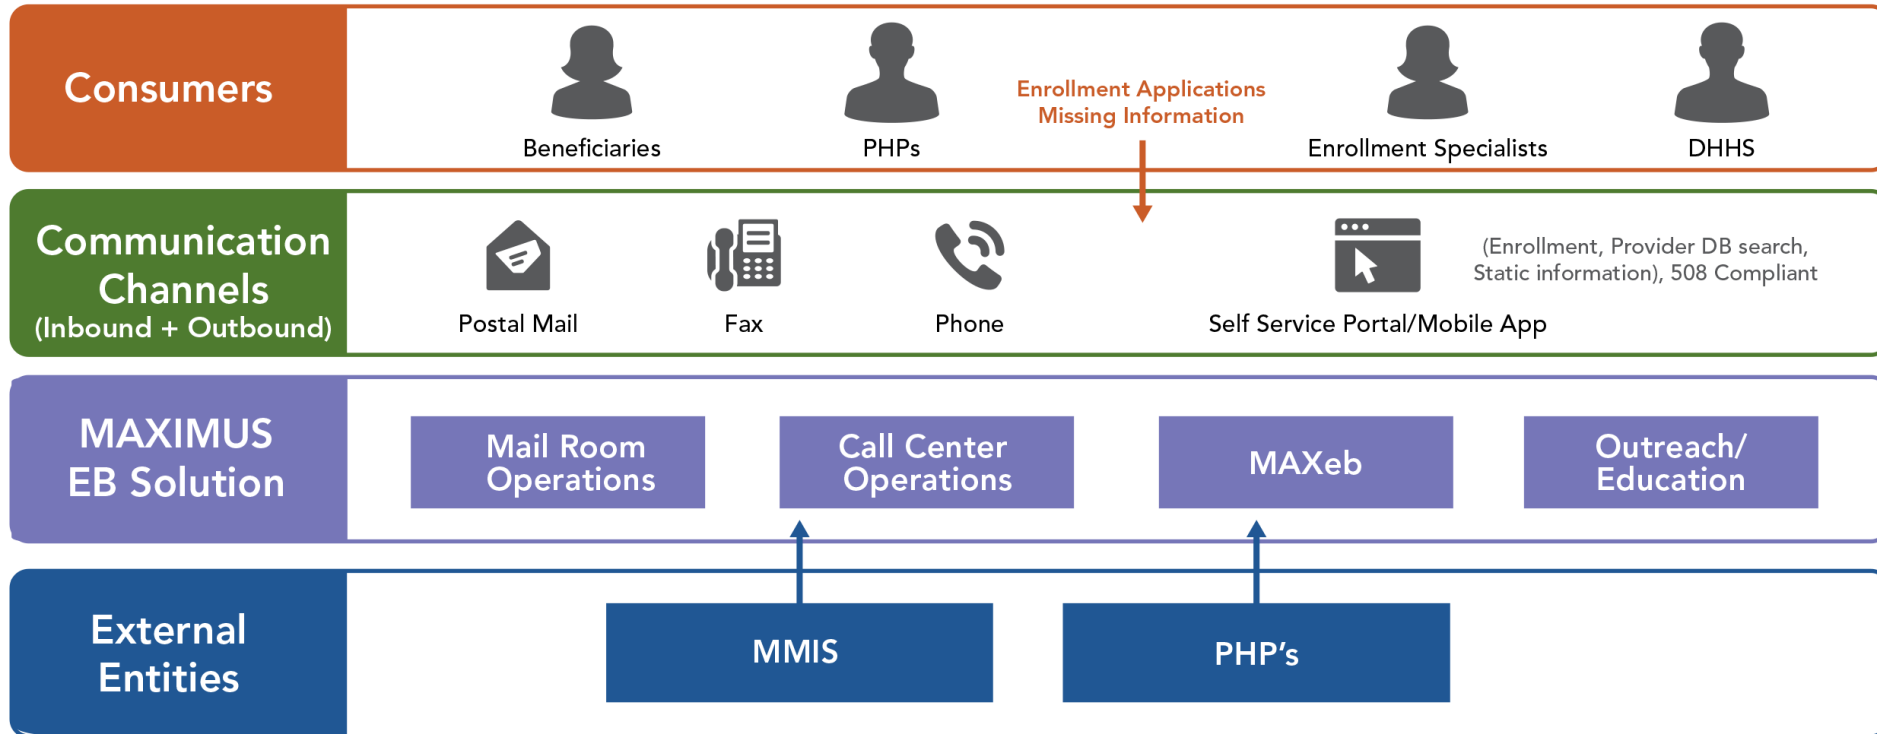 Consumers
Beneficiaries
PHPs
Enrollment Applications
Missing Information
Enrollment Specialists
DHHS
Communication
Channels
(Inbound + Outbound)
Postal Mail
Fax
Phone
Self Service Portal/Mobile App
(Enrollment, Provider DB search,
Static information), 508 Compliant
MAXIMUS
EB Solution
Mail Room
Operations
Call Center
Operations
MAXeb
Outreach/
Education
External
Entities
MMIS
PHP’s